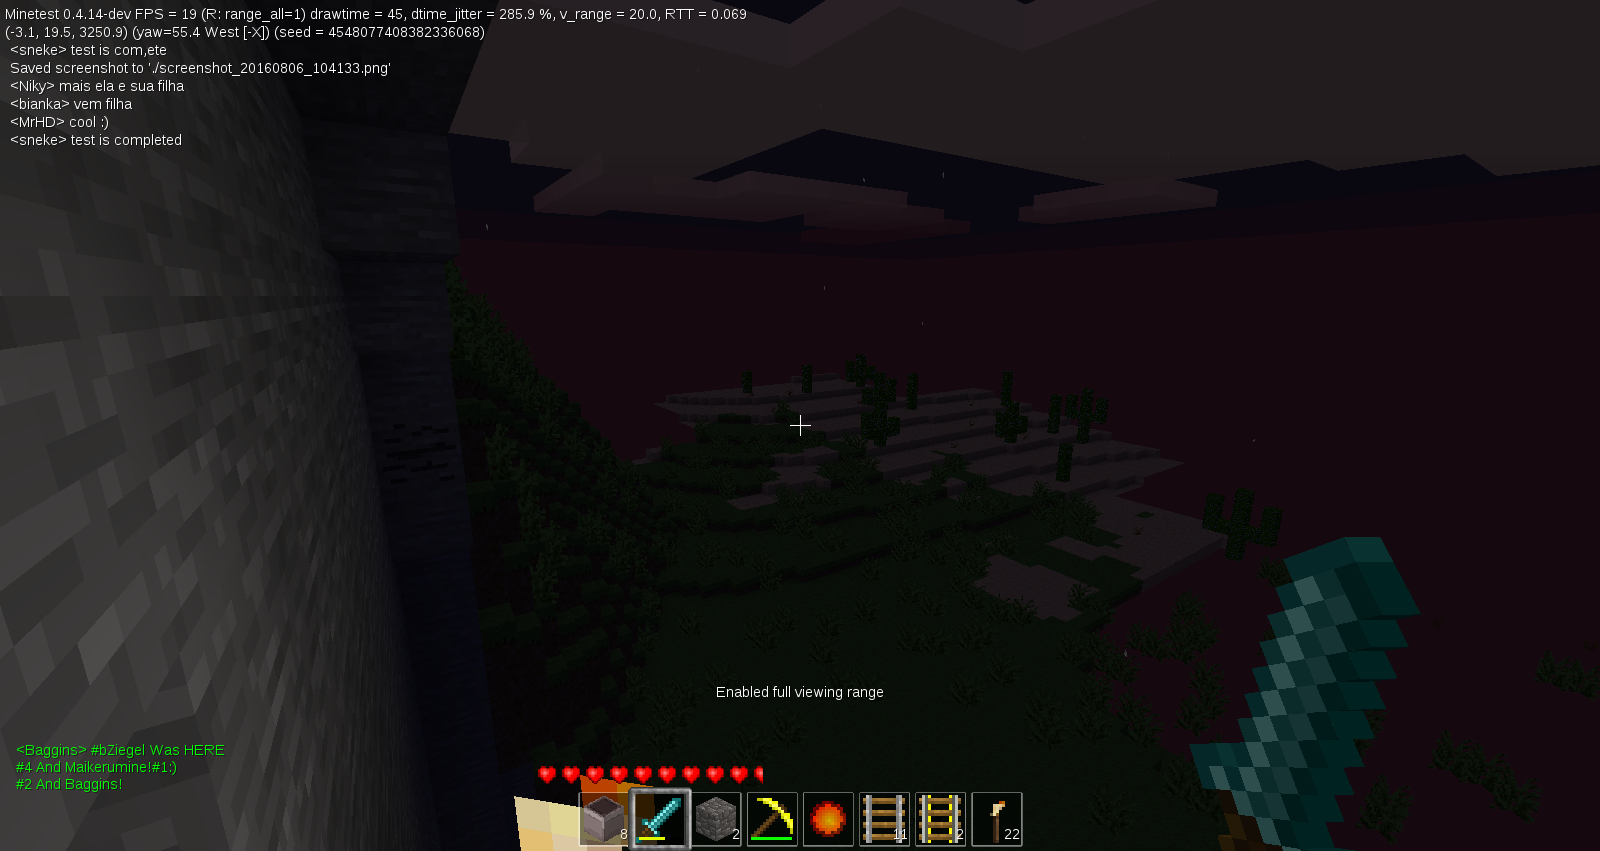 Minetest 0.4.14-dev FPS = 19 (R: range_all=1) drawtime = 45, dtime_jitter = 285.9 %, v_range = 20.0, RTT = 0.069
(-3.1, 19.5, 3250.9) (yaw=55.4 West [-X]) (seed = 4548077408382336068)
<sneke> test is com,ete
Saved screenshot to './screenshot_20160806_104133.png'
<Niky> mais ela e sua filha
<bianka> vem filha
<MrHD> cool :)
<sneke> test is completed
Enabled full viewing range
<Baggins> #bZiegel Was HERE
#4 And Maikerumine!#1:)
#2 And Baggins!
8 2 11 2 22